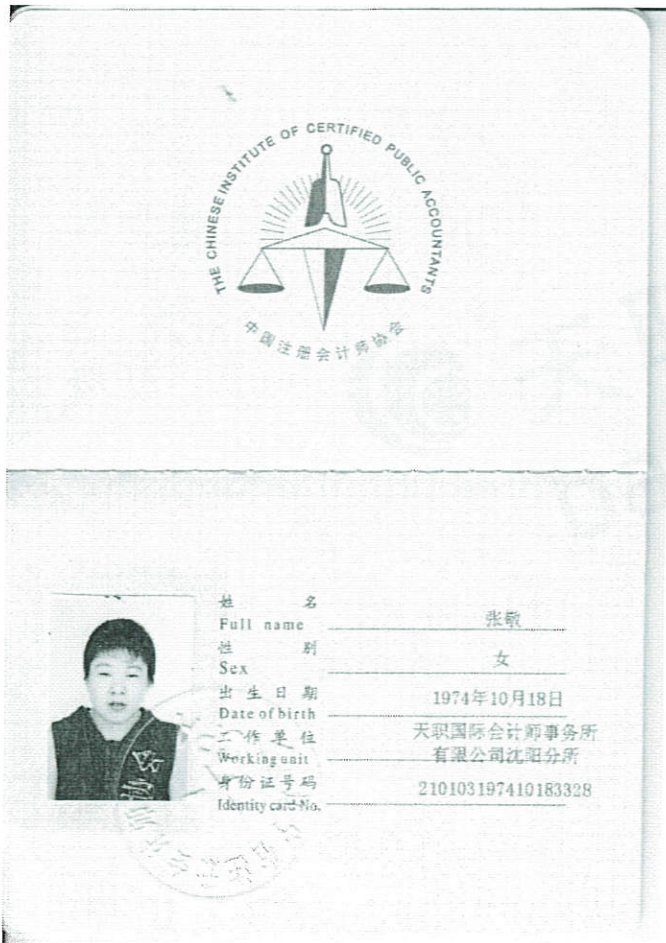 THE CHINESE INSTITUTE OF CERTIFIED PUBLIC ACCOUNTANTS
中国注册会计师协会
姓 名 张敬
Full name
性 别 女
Sex
出生日期 1974年10月18日
Date of birth
工作单位 天职国际会计师事务所
Working unit 有限公司沈阳分所
身份证号码 210103197410183328
Identity card No.